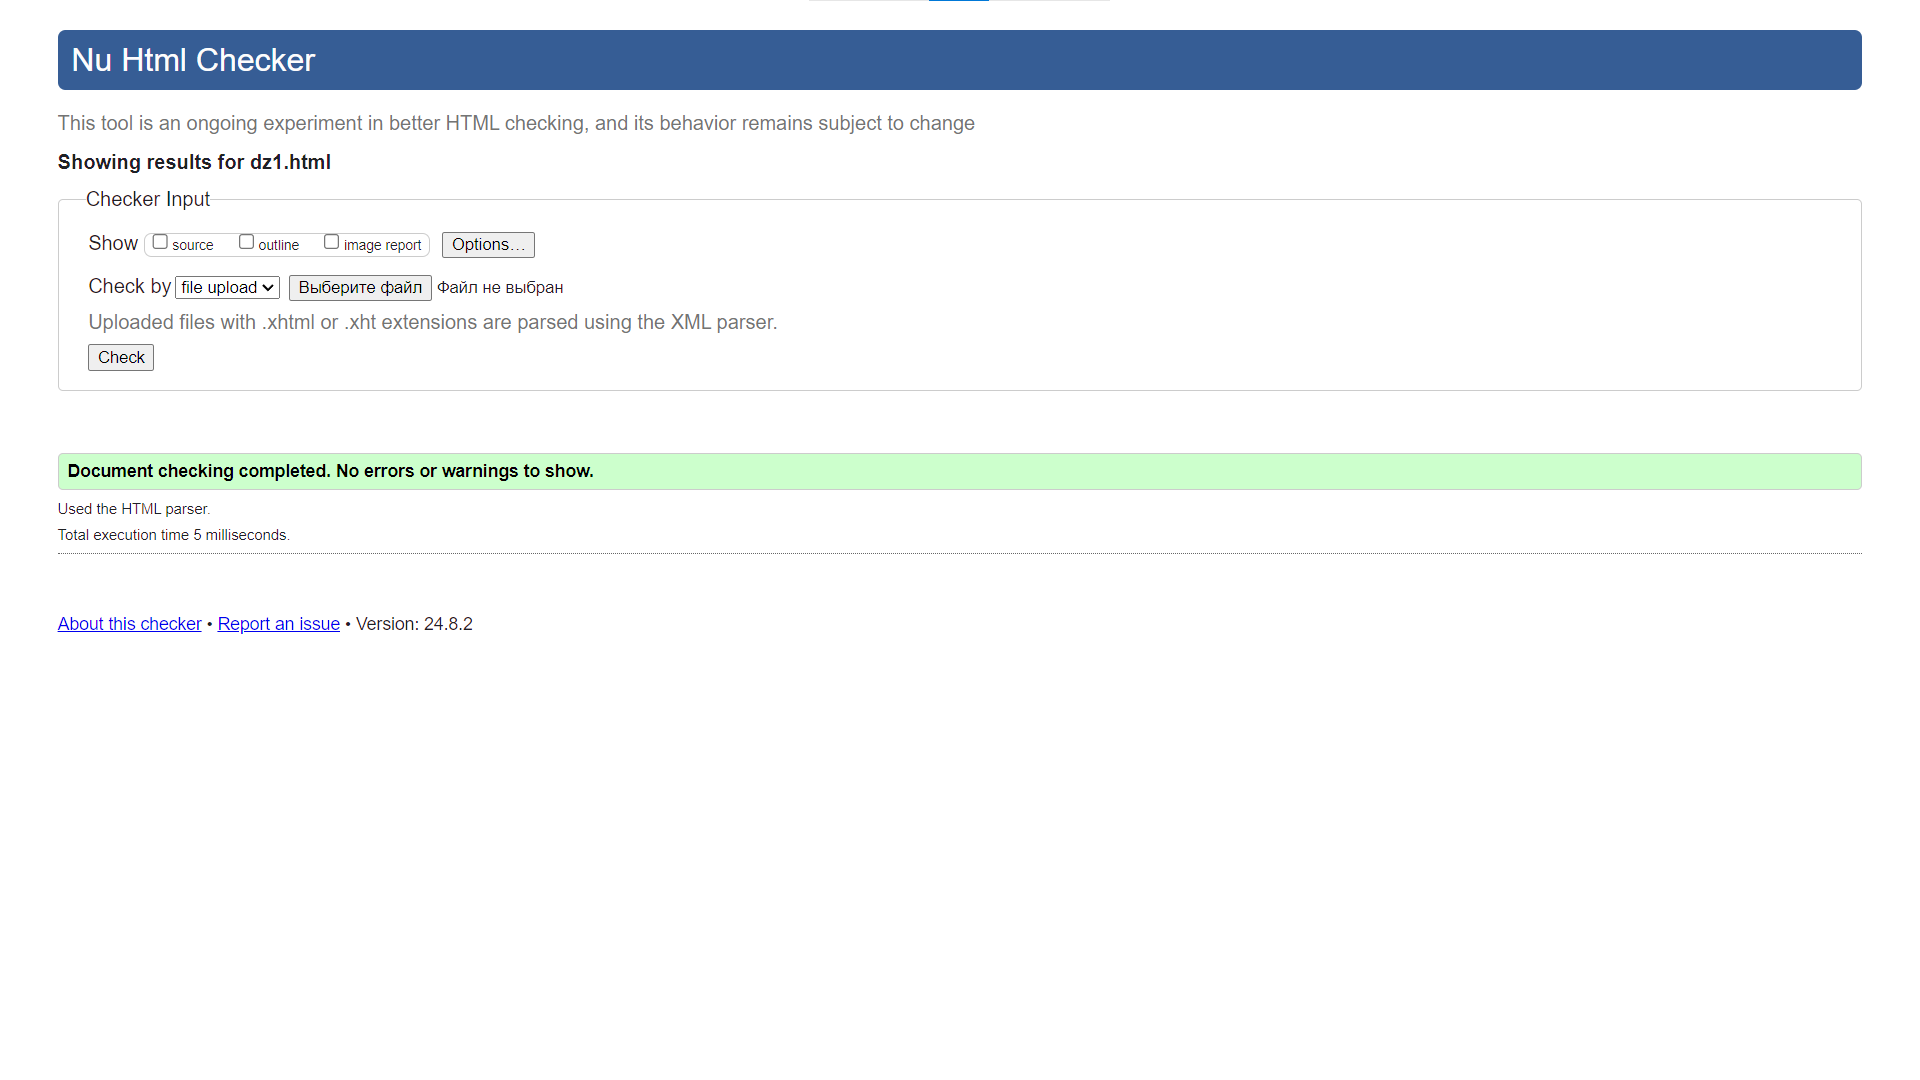 Nu Html Checker
This tool is an ongoing experiment in better HTML checking, and its behavior remains subject to change
Showing results for dz1.html
Checker Input
Show source outline image report Options…
Check by file upload Выберите файл Файл не выбран
Uploaded files with .xhtml or .xht extensions are parsed using the XML parser.
Check
Document checking completed. No errors or warnings to show.
Used the HTML parser.
Total execution time 5 milliseconds.
About this checker • Report an issue • Version: 24.8.2